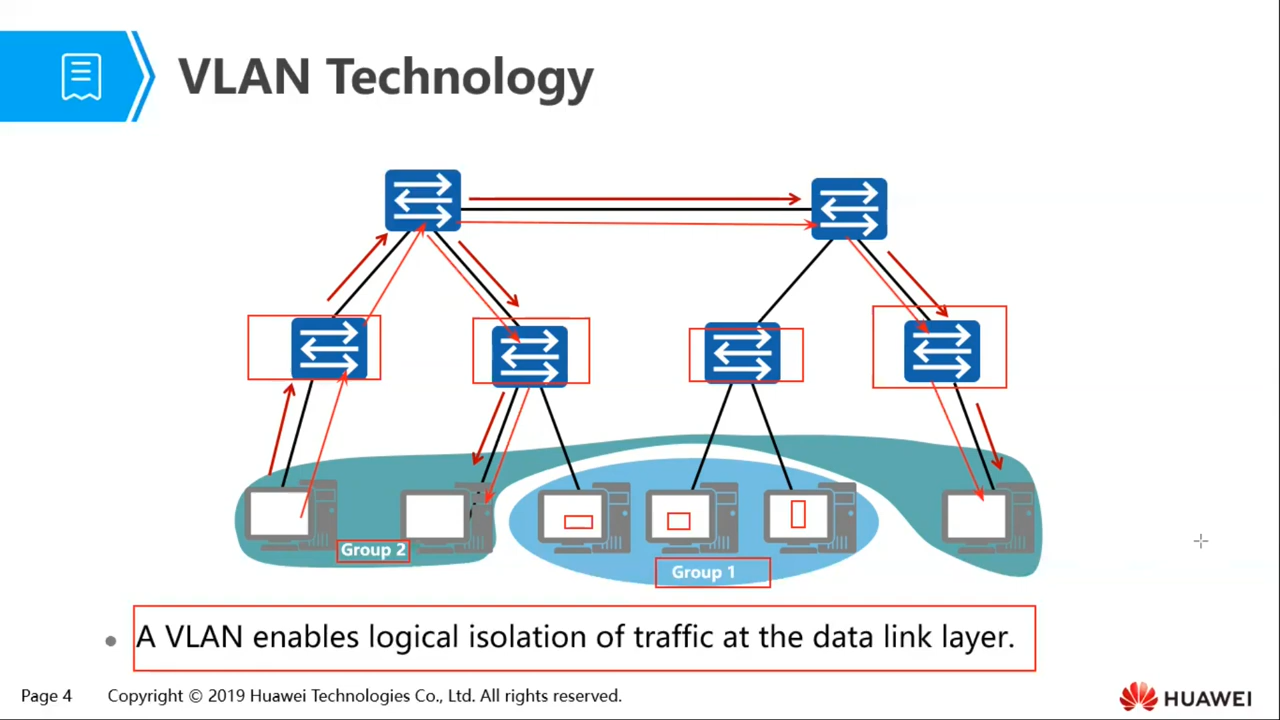 VLAN Technology
Group 2
Group 1
A VLAN enables logical isolation of traffic at the data link layer.
Page 4 Copyright © 2019 Huawei Technologies Co., Ltd. All rights reserved.
HUAWEI